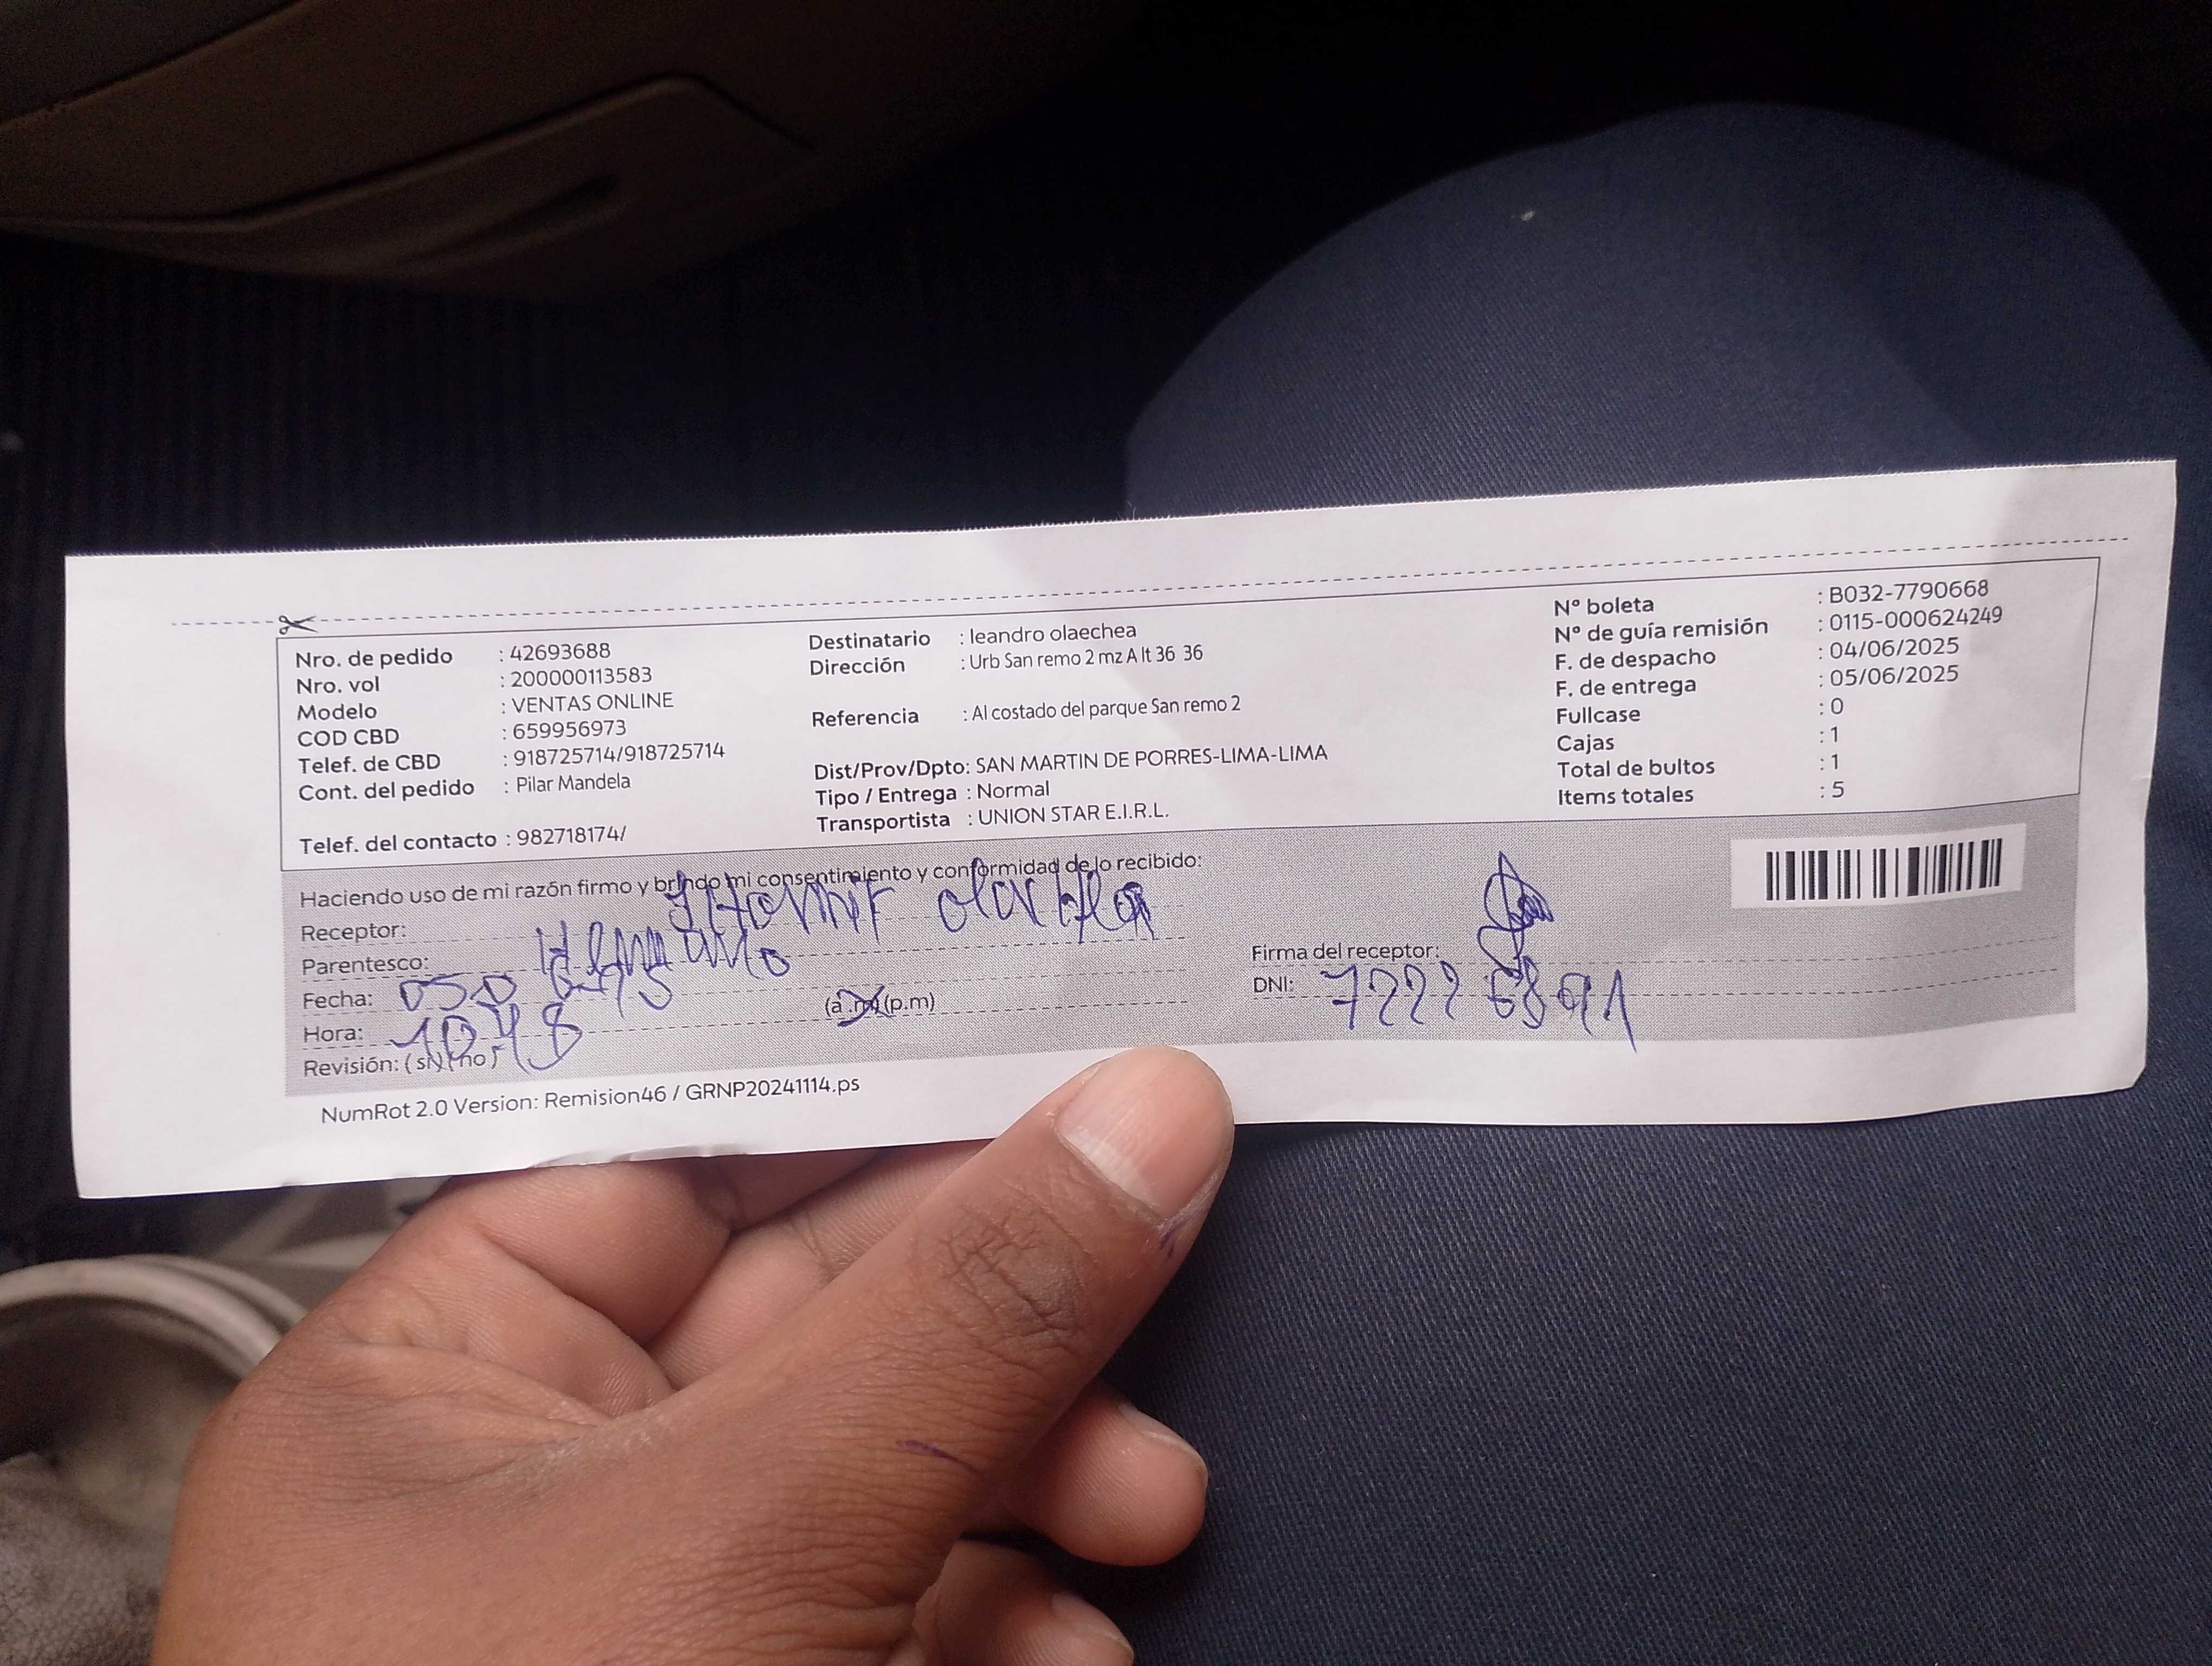 Nro. de pedido : 42693688
Nro. vol : 200000113583
Modelo : VENTAS ONLINE
COD CBD : 659956973
Telef. de CBD : 918725714/918725714
Cont. del pedido : Pilar Mandela
Telef. del contacto : 982718174/
Destinatario : leandro olaechea
Dirección : Urb San remo 2 mz A lt 36 36
Referencia : Al costado del parque San remo 2
Dist/Prov/Dpto: SAN MARTIN DE PORRES-LIMA-LIMA
Tipo / Entrega : Normal
Transportista : UNION STAR E.I.R.L.
N° boleta : B032-7790668
N° de guía remisión : 0115-000624249
F. de despacho : 04/06/2025
F. de entrega : 05/06/2025
Fullcase : 0
Cajas : 1
Total de bultos : 1
Items totales : 5
Haciendo uso de mi razón firmo y brindo mi consentimiento y conformidad de lo recibido:
Receptor:
Parentesco: Hermano
Fecha:
Hora: 10 48 (a.m) (p.m)
Revisión: ( si ) ( no )
Firma del receptor:
DNI:
NumRot 2.0 Version: Remision46 / GRNP20241114.ps